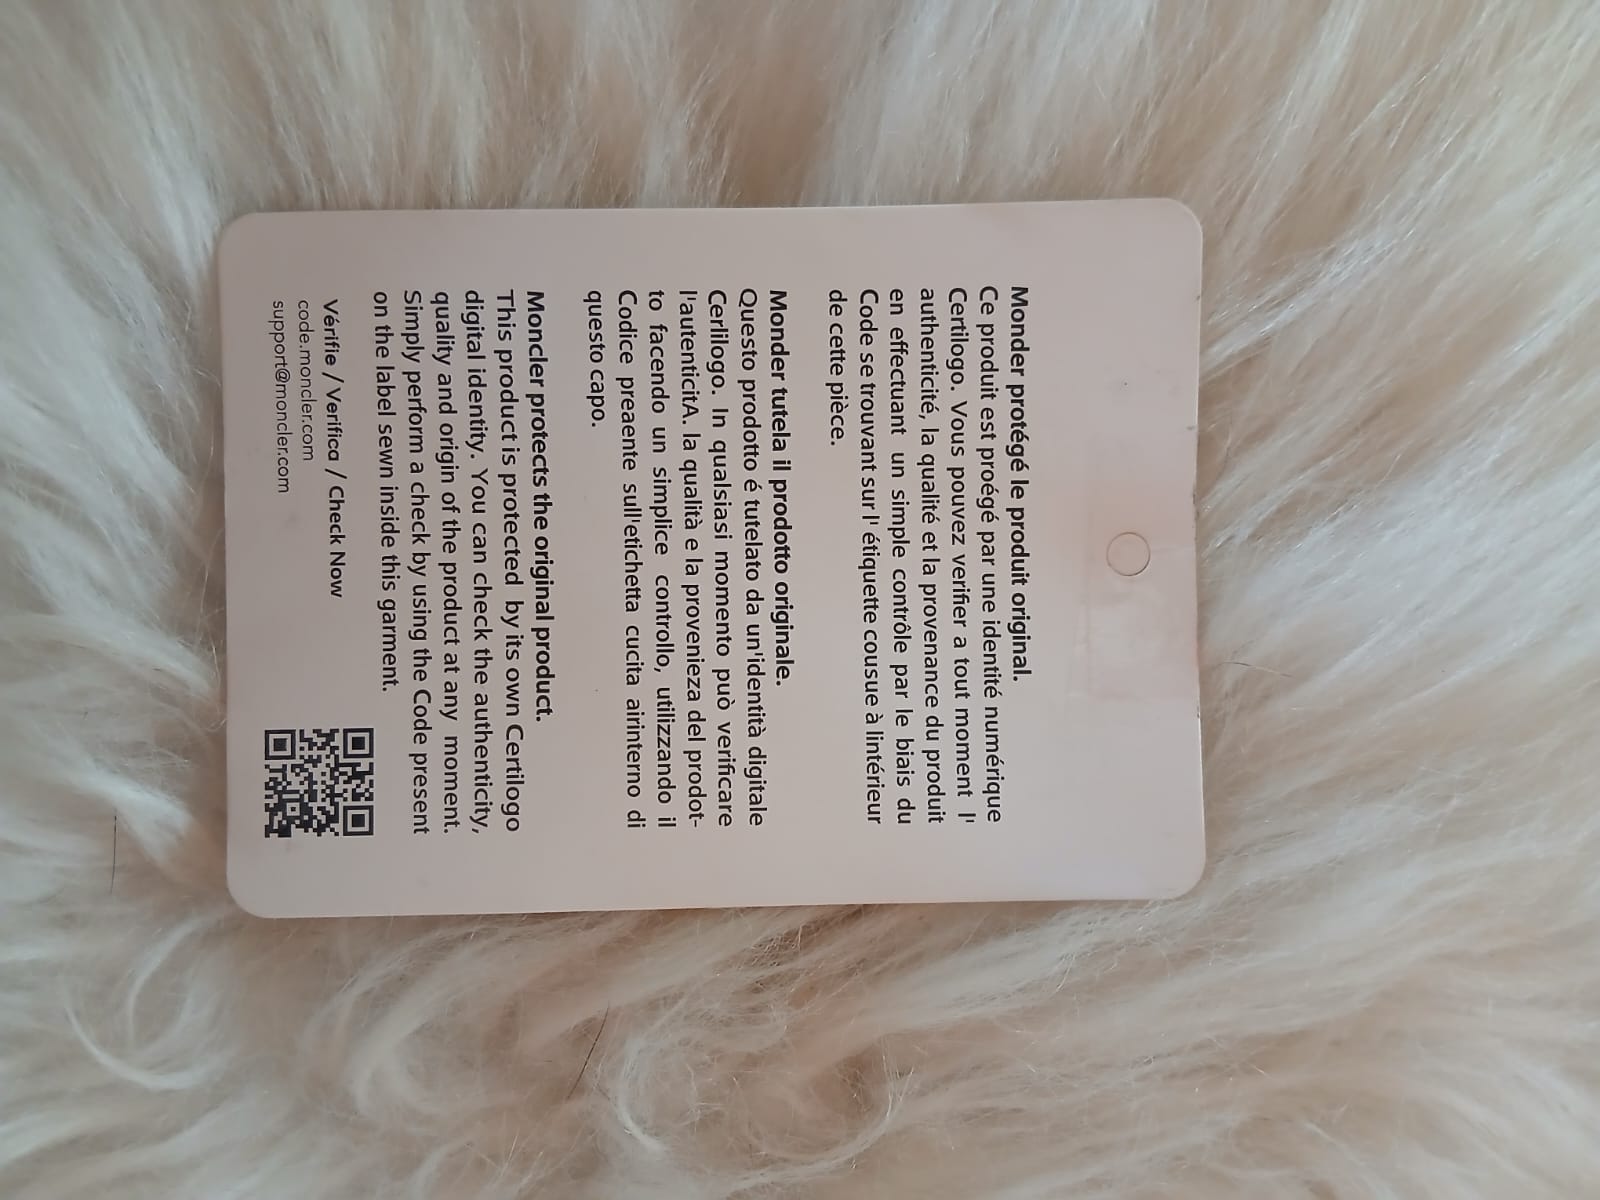 Monder protégé le produit original.
Ce produit est proégé par une identité numérique
Certilogo. Vous pouvez verifier a tout moment l'
authenticité, la qualité et la provenance du produit
en effectuant un simple contrôle par le biais du
Code se trouvant sur l' étiquette cousue à lintérieur
de cette pièce.
Monder tutela il prodotto originale.
Questo prodotto é tutelato da un'identità digitale
Cerlilogo. In qualsiasi momento può verificare
l'autenticitA. la qualità e la provenieza del prodot-
to facendo un simplice controllo, utilizzando il
Codice preaente sull'etichetta cucita airinterno di
questo capo.
Moncler protects the original product.
This product is protected by its own Certilogo
digital identity. You can check the authenticity,
quality and origin of the product at any moment.
Simply perform a check by using the Code present
on the label sewn inside this garment.
Vérifie / Verifica / Check Now
code.moncler.com
support@moncler.com